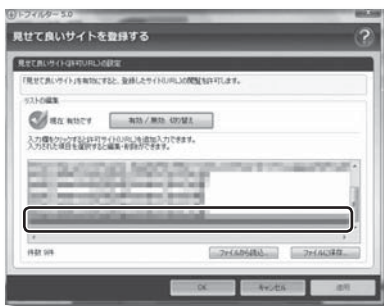 iフィルター 5.0
見せて良いサイトを登録する
?
見せて良いサイト(許可URL)の設定
「見せて良いサイト」を有効にすると、登録したサイト(URL)の閲覧を許可します。
リストの編集
現在 有効です
有効/無効 切り替え
入力欄をクリックすると許可サイト(URL)を追加入力できます。
入力された項目を選択すると編集・削除ができます。
件数
ファイルから読込...
ファイルに保存...
OK
キャンセル
適用